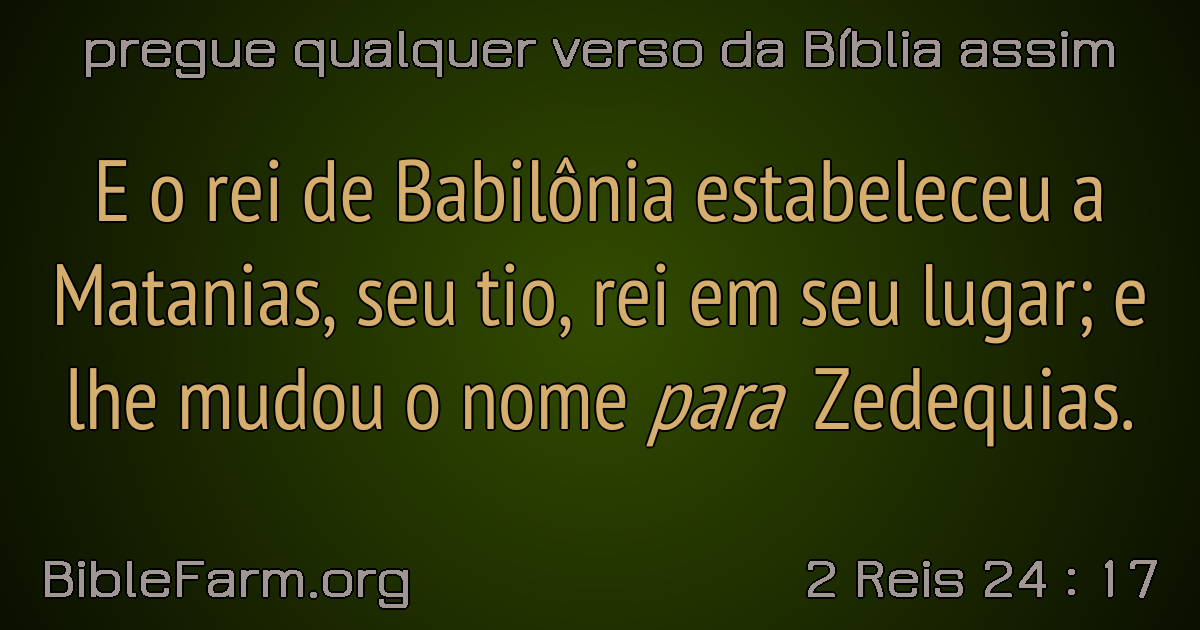 pregue qualquer verso da Bíblia assim
E o rei de Babilônia estabeleceu a
Matanias, seu tio, rei em seu lugar; e
lhe mudou o nome para Zedequias.
BibleFarm.org
2 Reis 24 : 17